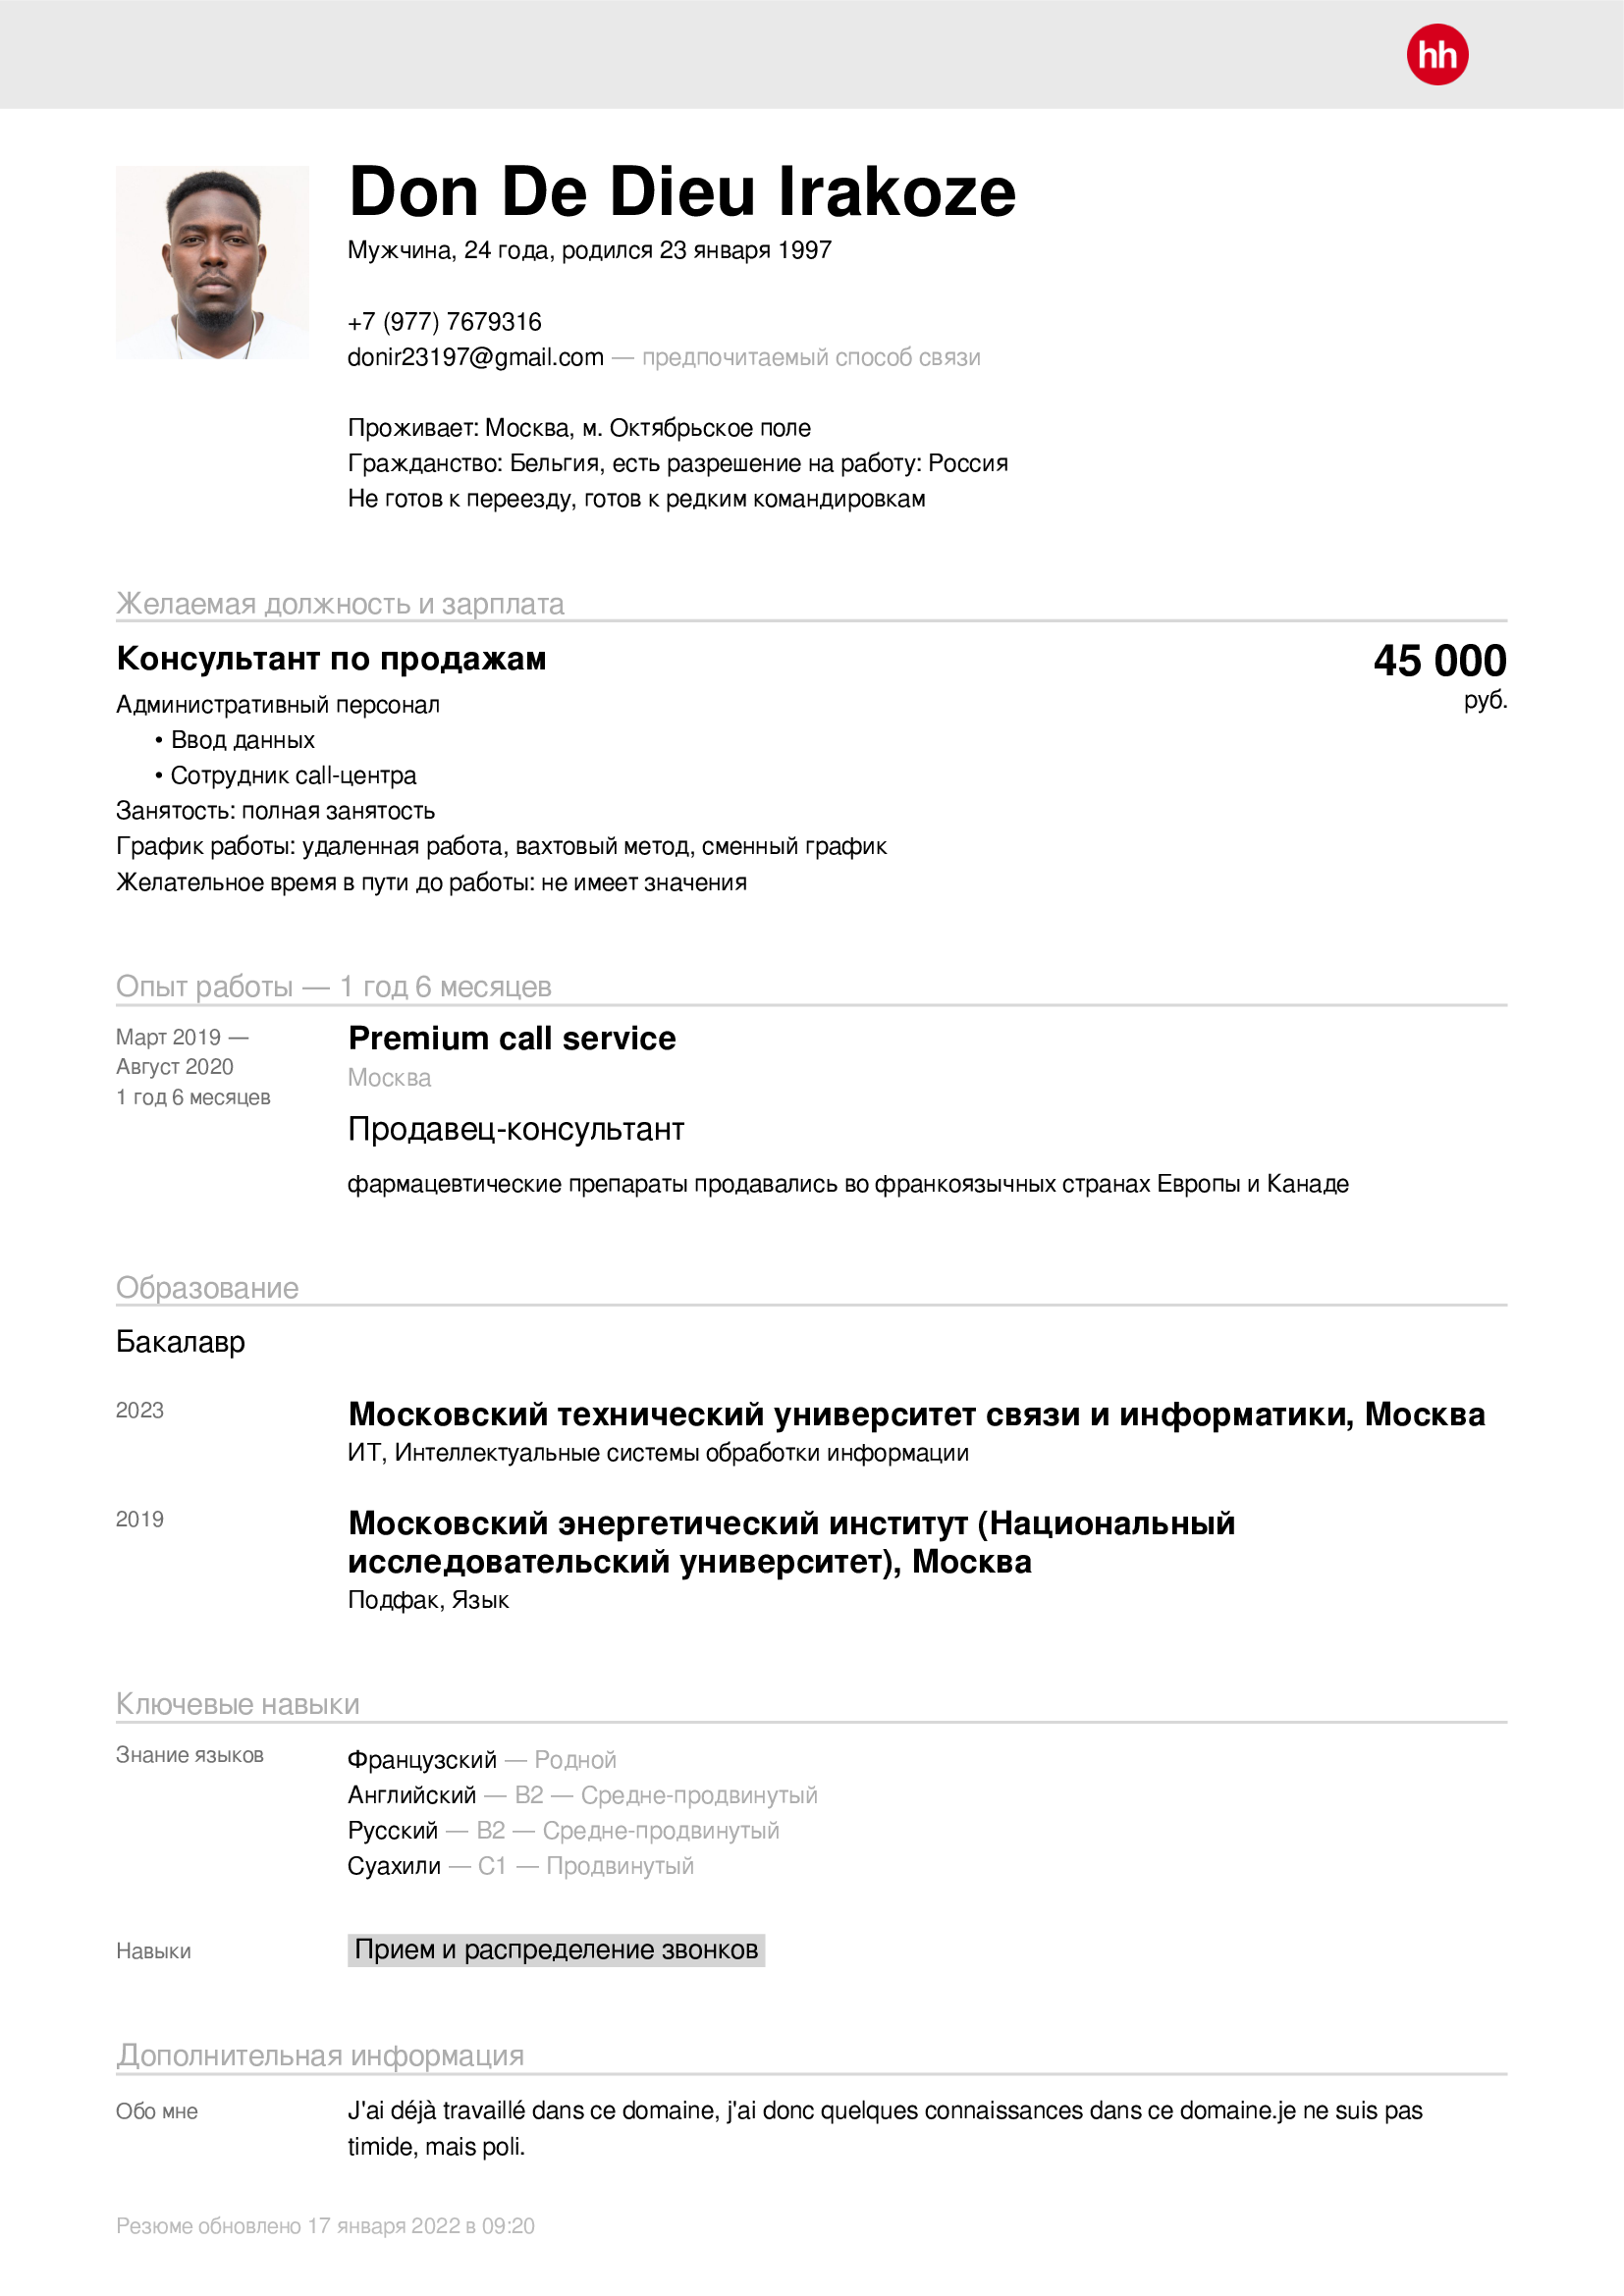 hh
Don De Dieu Irakoze
Мужчина, 24 года, родился 23 января 1997
+7 (977) 7679316
donir23197@gmail.com — предпочитаемый способ связи
Проживает: Москва, м. Октябрьское поле
Гражданство: Бельгия, есть разрешение на работу: Россия
Не готов к переезду, готов к редким командировкам
Желаемая должность и зарплата
Консультант по продажам
45 000
руб.
Административный персонал
• Ввод данных
• Сотрудник call-центра
Занятость: полная занятость
График работы: удаленная работа, вахтовый метод, сменный график
Желательное время в пути до работы: не имеет значения
Опыт работы — 1 год 6 месяцев
Март 2019 —
Август 2020
1 год 6 месяцев
Premium call service
Москва
Продавец-консультант
фармацевтические препараты продавались во франкоязычных странах Европы и Канаде
Образование
Бакалавр
2023
Московский технический университет связи и информатики, Москва
ИТ, Интеллектуальные системы обработки информации
2019
Московский энергетический институт (Национальный
исследовательский университет), Москва
Подфак, Язык
Ключевые навыки
Знание языков
Французский — Родной
Английский — B2 — Средне-продвинутый
Русский — B2 — Средне-продвинутый
Суахили — C1 — Продвинутый
Навыки
Прием и распределение звонков
Дополнительная информация
Обо мне
J'ai déjà travaillé dans ce domaine, j'ai donc quelques connaissances dans ce domaine.je ne suis pas
timide, mais poli.
Резюме обновлено 17 января 2022 в 09:20